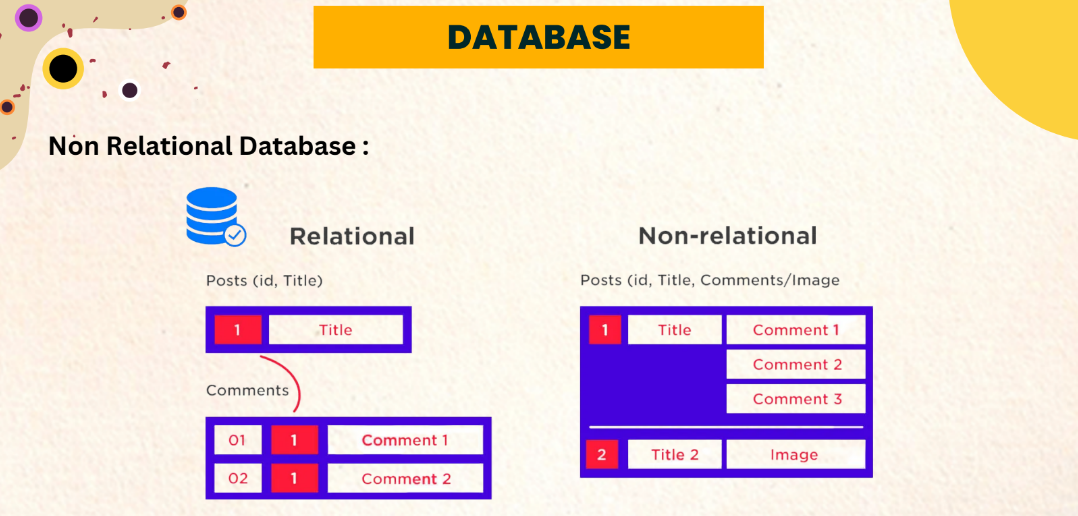 DATABASE
Non Relational Database :
Relational
Posts (id, Title)
1 Title
Comments
01 1 Comment 1
02 1 Comment 2
Non-relational
Posts (id, Title, Comments/Image
1 Title Comment 1
Comment 2
Comment 3
2 Title 2 Image